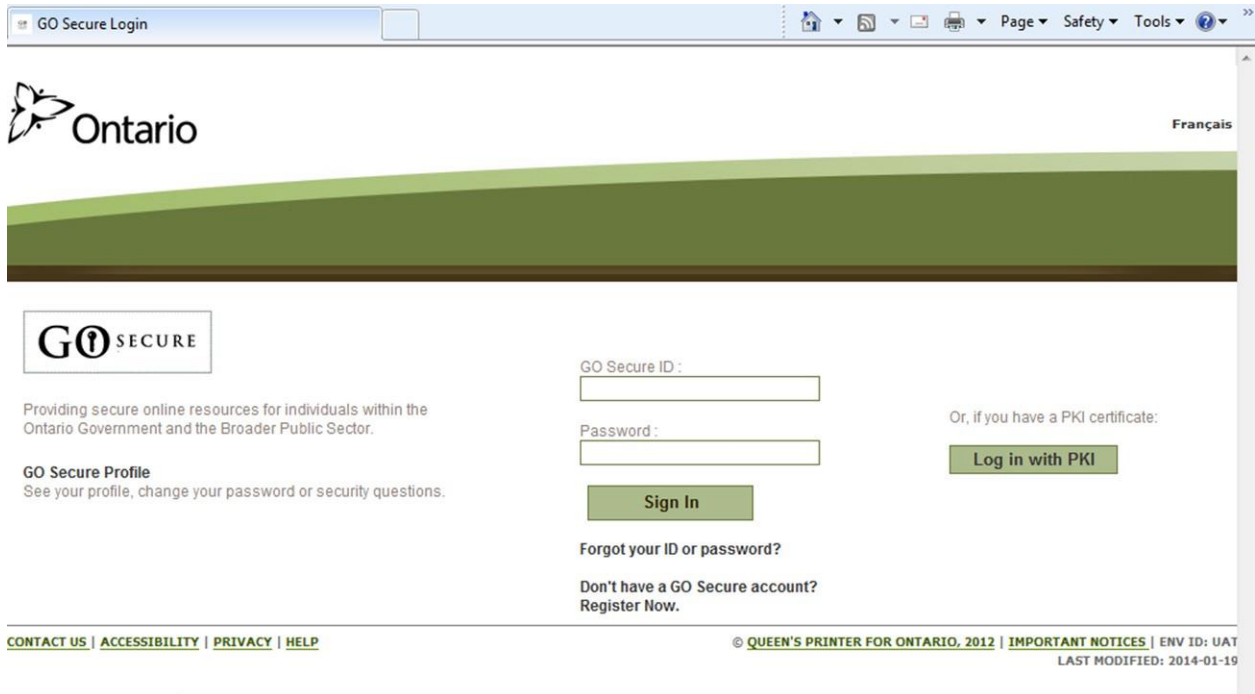 GO Secure Login
Page Safety Tools
Ontario
Français
GO SECURE
Providing secure online resources for individuals within the
Ontario Government and the Broader Public Sector.
GO Secure Profile
See your profile, change your password or security questions.
GO Secure ID :
Password :
Sign In
Forgot your ID or password?
Don't have a GO Secure account?
Register Now.
Or, if you have a PKI certificate:
Log in with PKI
CONTACT US | ACCESSIBILITY | PRIVACY | HELP
© QUEEN'S PRINTER FOR ONTARIO, 2012 | IMPORTANT NOTICES | ENV ID: UAT
LAST MODIFIED: 2014-01-19